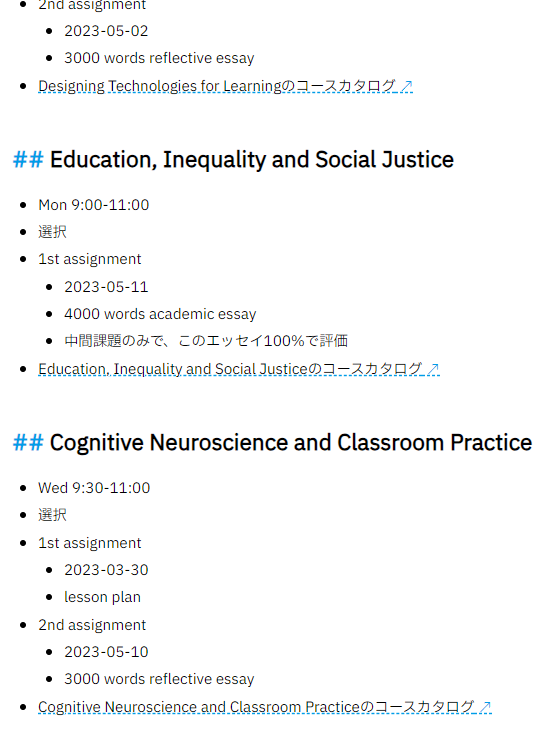 2nd assignment
2023-05-02
3000 words reflective essay
Designing Technologies for Learningのコースカタログ ↗
## Education, Inequality and Social Justice
Mon 9:00-11:00
選択
1st assignment
2023-05-11
4000 words academic essay
中間課題のみで、このエッセイ100%で評価
Education, Inequality and Social Justiceのコースカタログ ↗
## Cognitive Neuroscience and Classroom Practice
Wed 9:30-11:00
選択
1st assignment
2023-03-30
lesson plan
2nd assignment
2023-05-10
3000 words reflective essay
Cognitive Neuroscience and Classroom Practiceのコースカタログ ↗